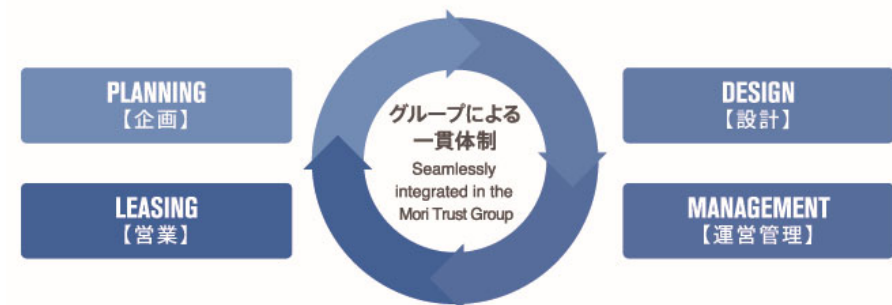 PLANNING
【企画】
LEASING
【営業】
グループによる
一貫体制
Seamlessly
integrated in the
Mori Trust Group
DESIGN
【設計】
MANAGEMENT
【運営管理】